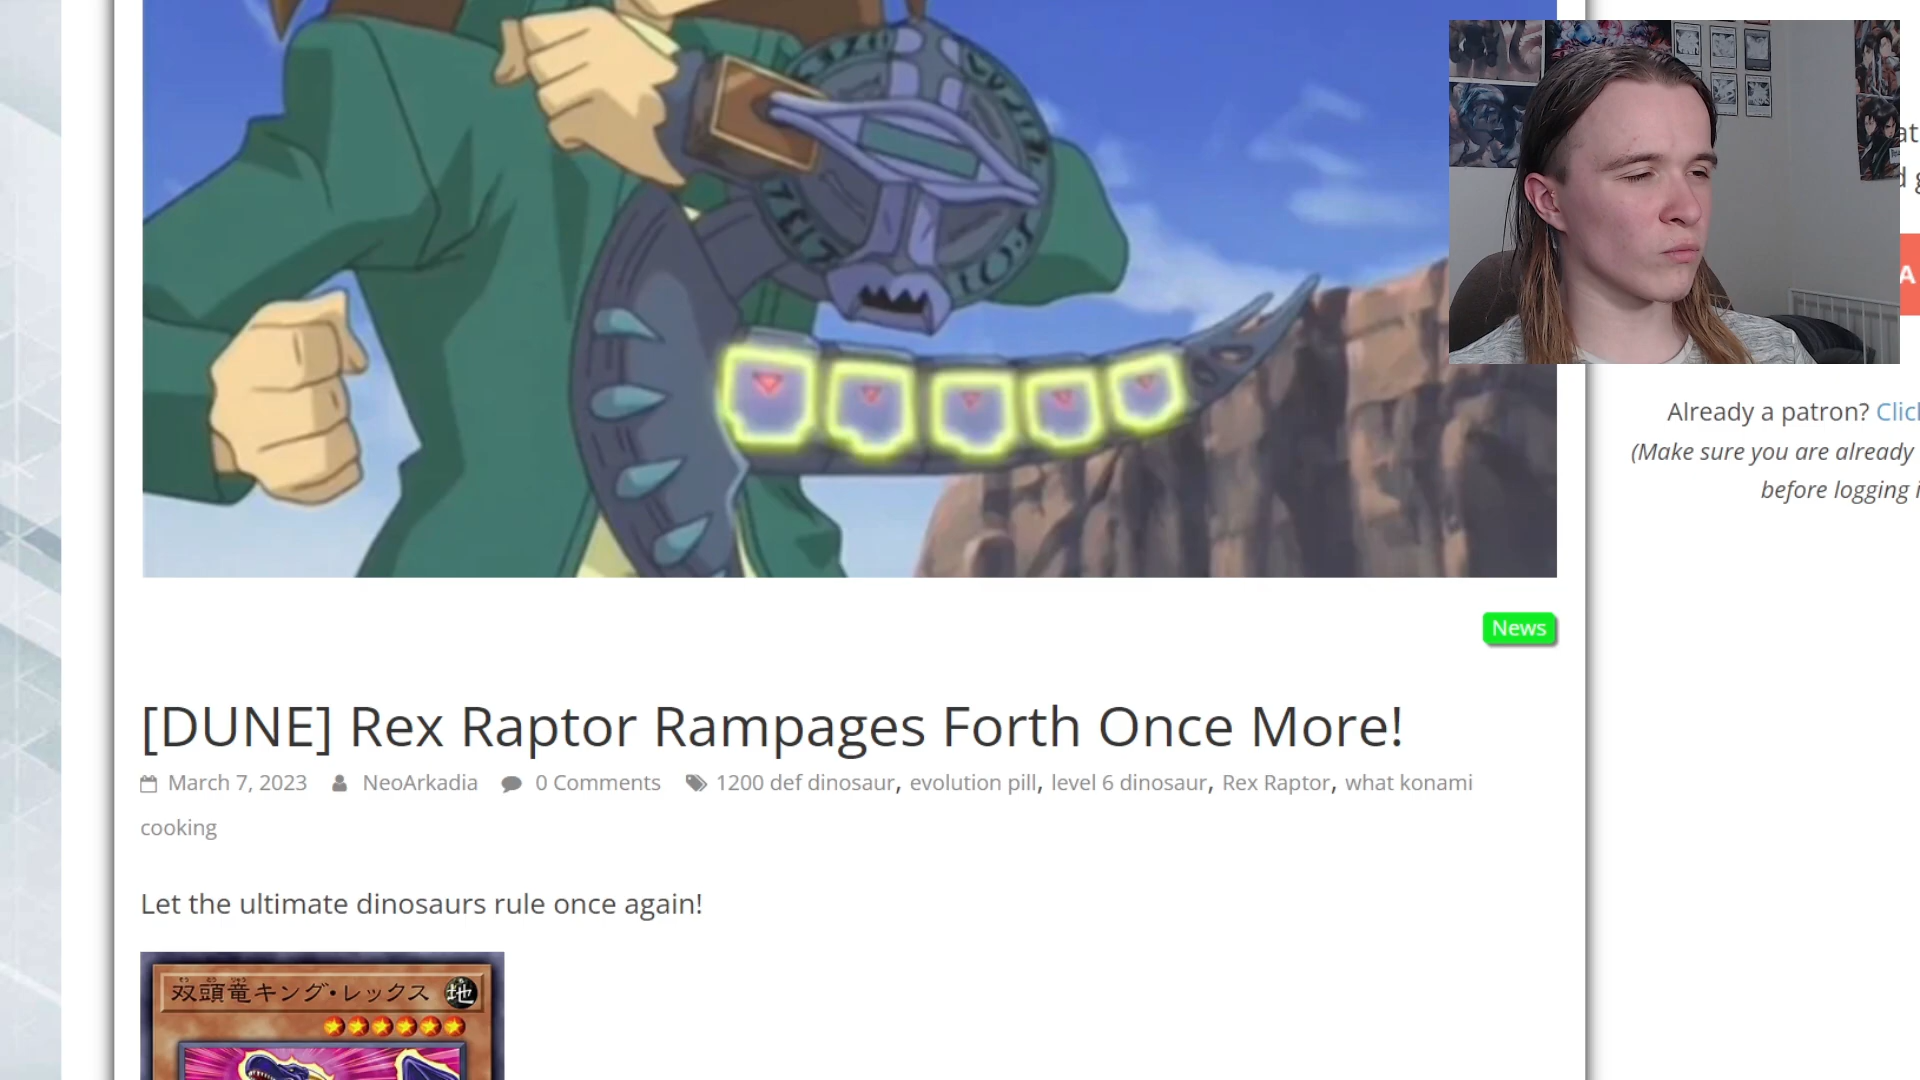 News
[DUNE] Rex Raptor Rampages Forth Once More!
March 7, 2023 NeoArkadia 0 Comments 1200 def dinosaur, evolution pill, level 6 dinosaur, Rex Raptor, what konami
cooking
Let the ultimate dinosaurs rule once again!
双頭竜キング・レックス 地
Already a patron? Click
(Make sure you are already
before logging i